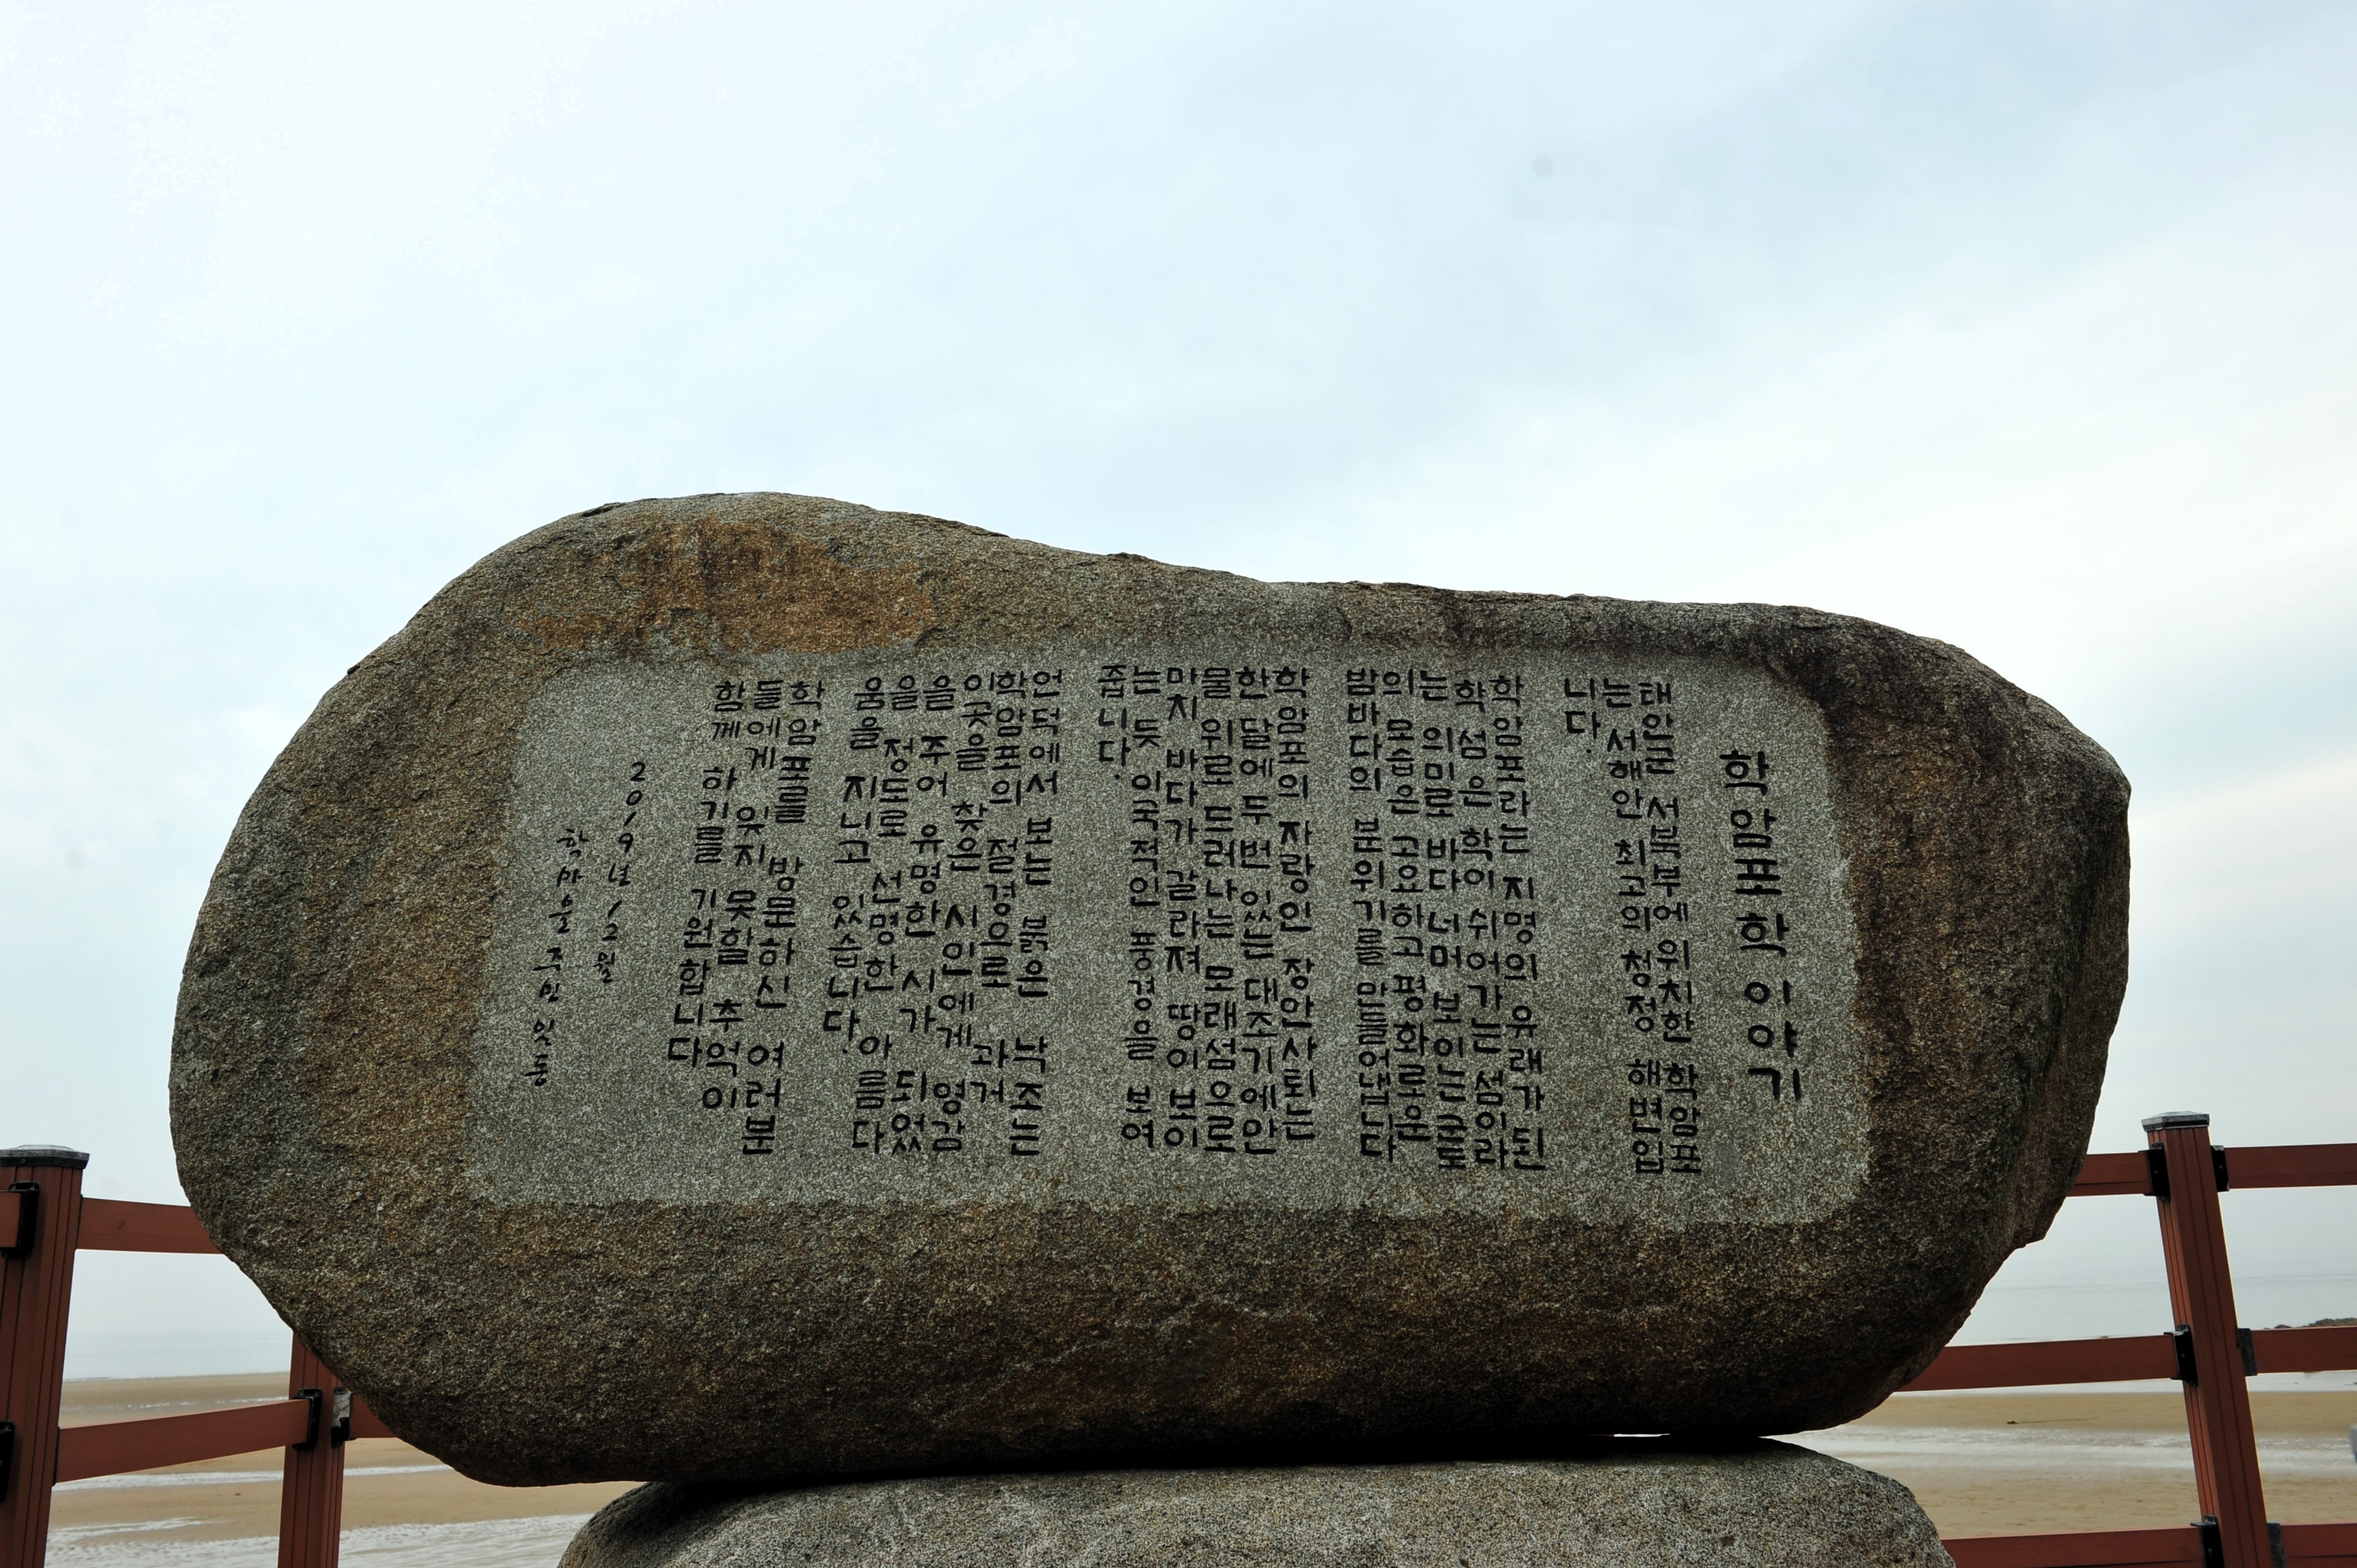 학암포 학 이야기
태안군 서북부에 위치한 학암포
는 서해안 최고의 청정 해변입
니다.
학암포라는 지명의 유래가 된
학섬은 학이 쉬어가는 섬이라
는 의미로 바다 너머 보이는 굴뚝
의 모습은 고요하고 평화로운
밤바다의 분위기를 만들어냅니다
학암포의 자랑인 장안사퇴는
한 달에 두 번 있는 대조기에 안
물 위로 드러나는 모래섬으로
마치 바다가 갈라져 땅이 보이
는 듯 이국적인 풍경을 보여
줍니다.
언덕에서 보는 붉은 낙조는
학암포의 절경으로 과거
이곳을 찾은 시인에게 영감
을 주어 유명한 시가 되었
을 정도로 선명한 아름다
움을 지니고 있습니다.
학암포를 방문하신 여러분
들에게 잊지 못할 추억이
함께 하기를 기원합니다
2019년 12월
학마을 주민 일동